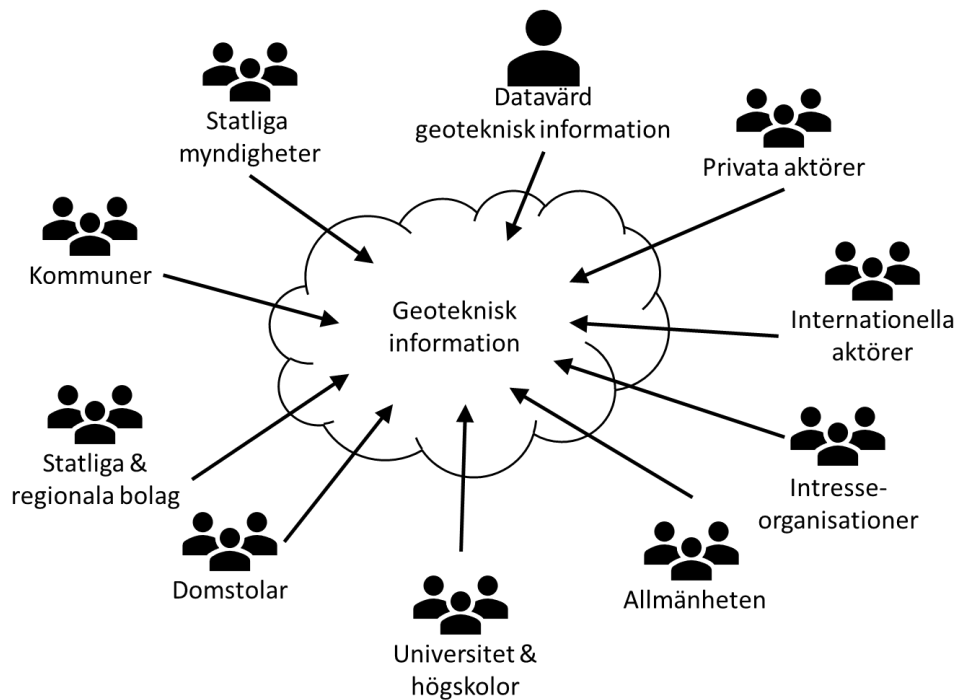 Statliga
myndigheter
Datavärd
geoteknisk information
Privata aktörer
Kommuner
Geoteknisk
information
Internationella
aktörer
Statliga &
regionala bolag
Intresse-
organisationer
Domstolar
Allmänheten
Universitet &
högskolor